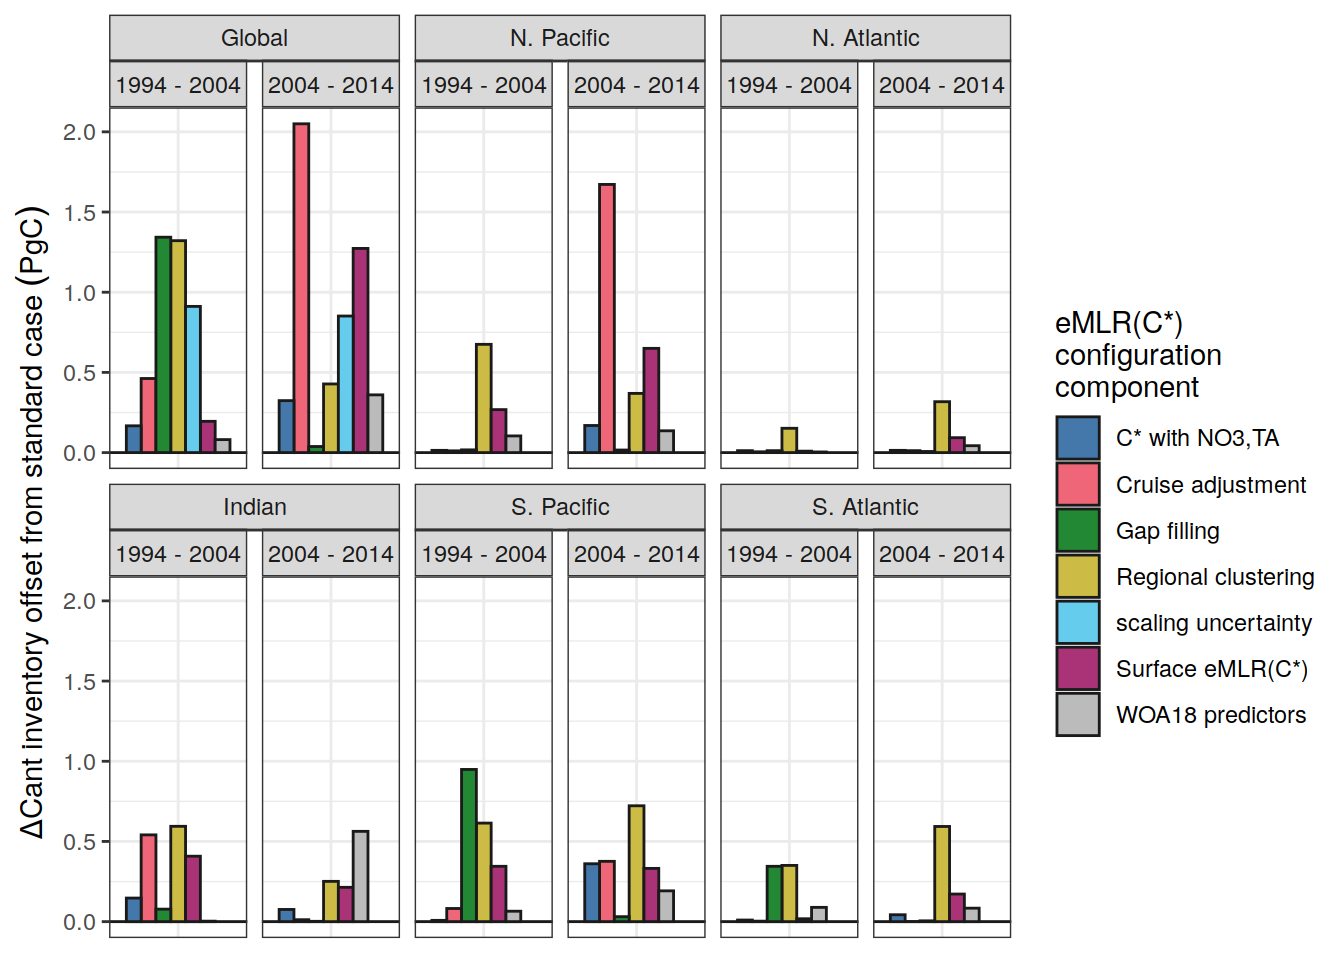 Global
N. Pacific
N. Atlantic
1994 - 2004
2004 - 2014
1994 - 2004
2004 - 2014
1994 - 2004
2004 - 2014
2.0
1.5
1.0
0.5
0.0
Indian
S. Pacific
S. Atlantic
1994 - 2004
2004 - 2014
1994 - 2004
2004 - 2014
1994 - 2004
2004 - 2014
2.0
1.5
1.0
0.5
0.0
ΔCant inventory offset from standard case (PgC)
eMLR(C*)
configuration
component
C* with NO3,TA
Cruise adjustment
Gap filling
Regional clustering
scaling uncertainty
Surface eMLR(C*)
WOA18 predictors